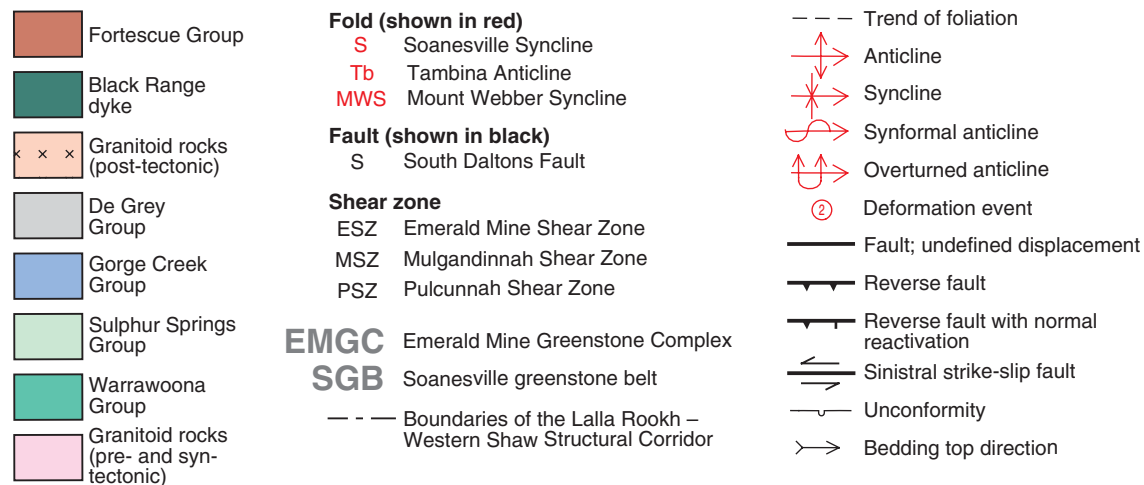 Fortescue Group
Black Range
dyke
Granitoid rocks
(post-tectonic)
De Grey
Group
Gorge Creek
Group
Sulphur Springs
Group
Warrawoona
Group
Granitoid rocks
(pre- and syn-
tectonic)
Fold (shown in red)
S Soanesville Syncline
Tb Tambina Anticline
MWS Mount Webber Syncline
Fault (shown in black)
S South Daltons Fault
Shear zone
ESZ Emerald Mine Shear Zone
MSZ Mulgandinnah Shear Zone
PSZ Pulcunnah Shear Zone
EMGC Emerald Mine Greenstone Complex
SGB Soanesville greenstone belt
Boundaries of the Lalla Rookh –
Western Shaw Structural Corridor
Trend of foliation
Anticline
Syncline
Synformal anticline
Overturned anticline
2 Deformation event
Fault; undefined displacement
Reverse fault
Reverse fault with normal
reactivation
Sinistral strike-slip fault
Unconformity
Bedding top direction